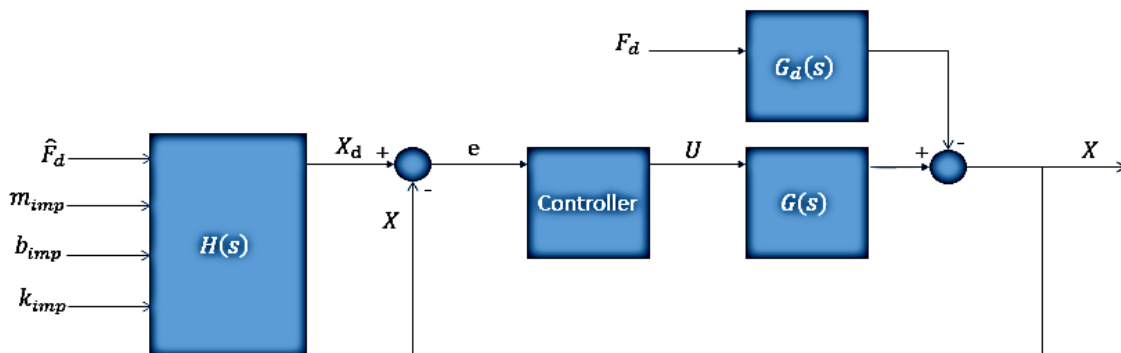 F_d
G_d(s)
-
F̂_d
m_imp
b_imp
k_imp
H(s)
X_d
+
-
X
e
Controller
U
G(s)
+
X